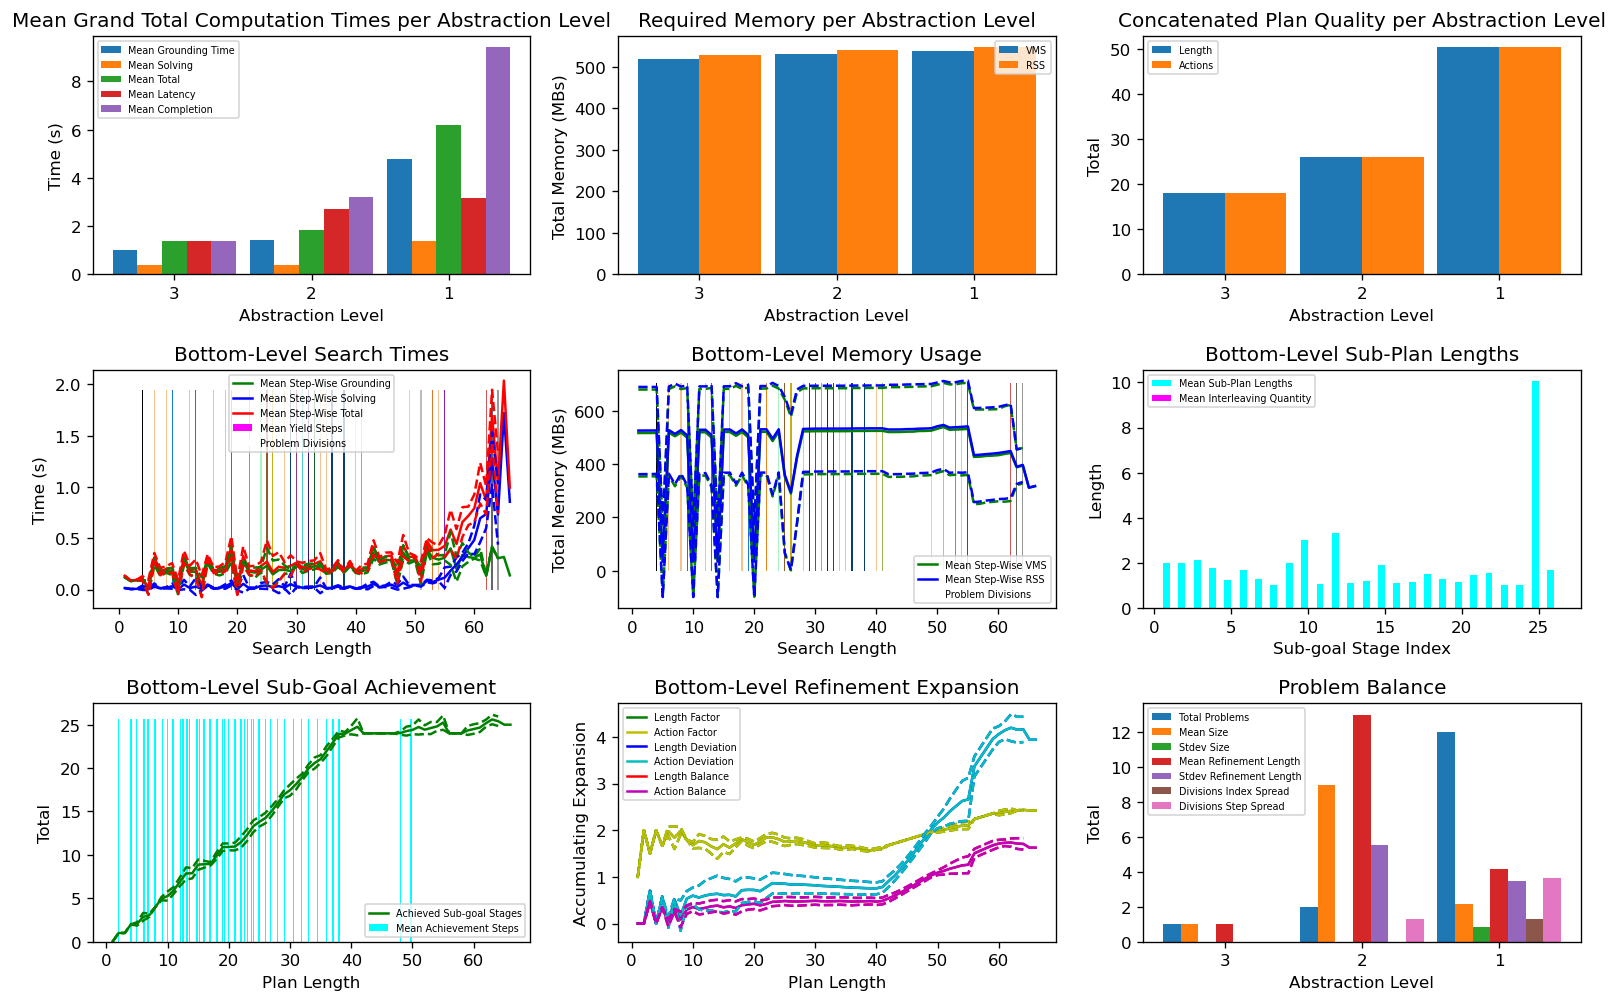 Mean Grand Total Computation Times per Abstraction Level
Time (s)
8
6
4
2
0
Mean Grounding Time
Mean Solving
Mean Total
Mean Latency
Mean Completion
3 2 1
Abstraction Level
Required Memory per Abstraction Level
Total Memory (MBs)
500
400
300
200
100
0
VMS
RSS
3 2 1
Abstraction Level
Concatenated Plan Quality per Abstraction Level
Total
50
40
30
20
10
0
Length
Actions
3 2 1
Abstraction Level
Bottom-Level Search Times
Time (s)
2.0
1.5
1.0
0.5
0.0
Mean Step-Wise Grounding
Mean Step-Wise Solving
Mean Step-Wise Total
Mean Yield Steps
Problem Divisions
0 10 20 30 40 50 60
Search Length
Bottom-Level Memory Usage
Total Memory (MBs)
600
400
200
0
Mean Step-Wise VMS
Mean Step-Wise RSS
Problem Divisions
0 10 20 30 40 50 60
Search Length
Bottom-Level Sub-Plan Lengths
Length
10
8
6
4
2
0
Mean Sub-Plan Lengths
Mean Interleaving Quantity
0 5 10 15 20 25
Sub-goal Stage Index
Bottom-Level Sub-Goal Achievement
Total
25
20
15
10
5
0
Achieved Sub-goal Stages
Mean Achievement Steps
0 10 20 30 40 50 60
Plan Length
Bottom-Level Refinement Expansion
Accumulating Expansion
4
3
2
1
0
Length Factor
Action Factor
Length Deviation
Action Deviation
Length Balance
Action Balance
0 10 20 30 40 50 60
Plan Length
Problem Balance
Total
12
10
8
6
4
2
0
Total Problems
Mean Size
Stdev Size
Mean Refinement Length
Stdev Refinement Length
Divisions Index Spread
Divisions Step Spread
3 2 1
Abstraction Level